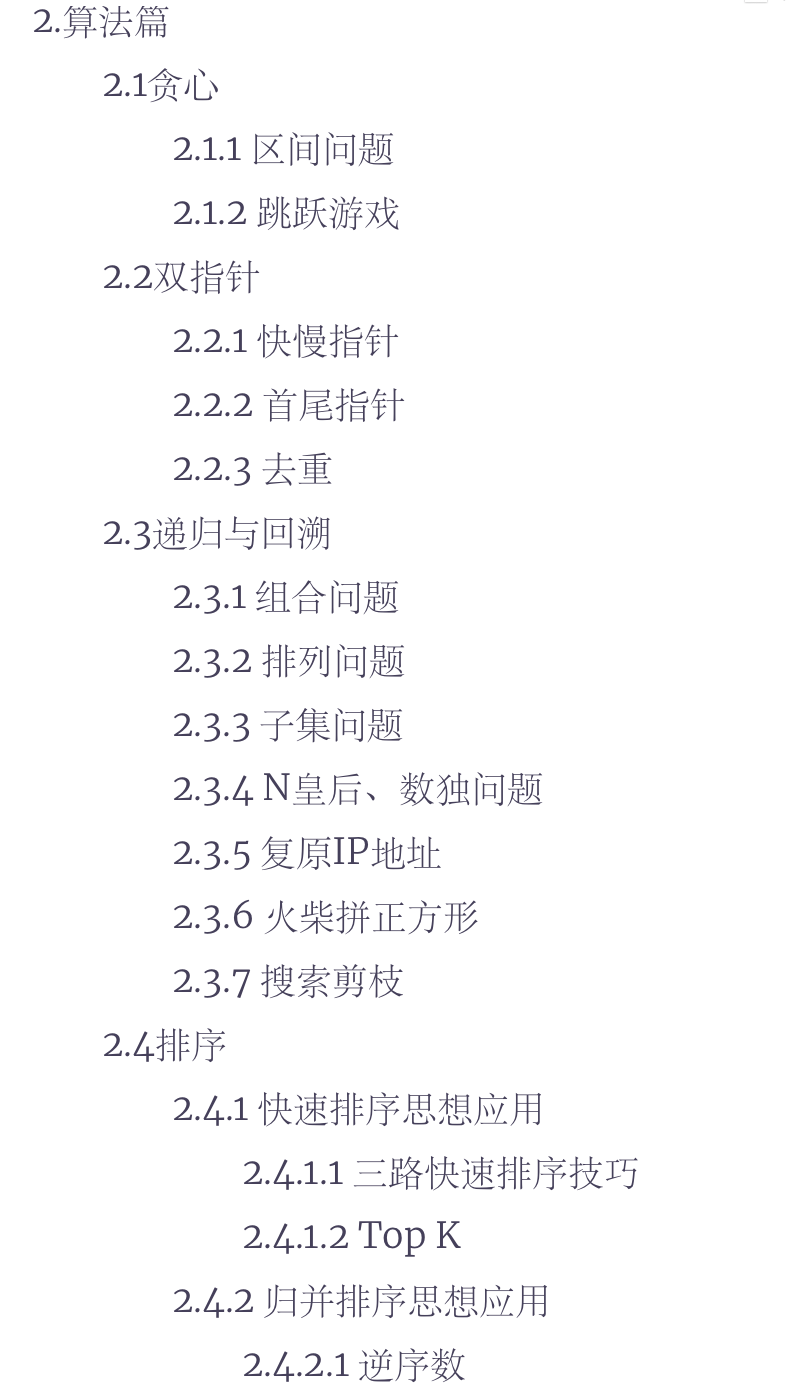 2.算法篇
2.1贪心
2.1.1 区间问题
2.1.2 跳跃游戏
2.2双指针
2.2.1 快慢指针
2.2.2 首尾指针
2.2.3 去重
2.3递归与回溯
2.3.1 组合问题
2.3.2 排列问题
2.3.3 子集问题
2.3.4 N皇后、数独问题
2.3.5 复原IP地址
2.3.6 火柴拼正方形
2.3.7 搜索剪枝
2.4排序
2.4.1 快速排序思想应用
2.4.1.1 三路快速排序技巧
2.4.1.2 Top K
2.4.2 归并排序思想应用
2.4.2.1 逆序数